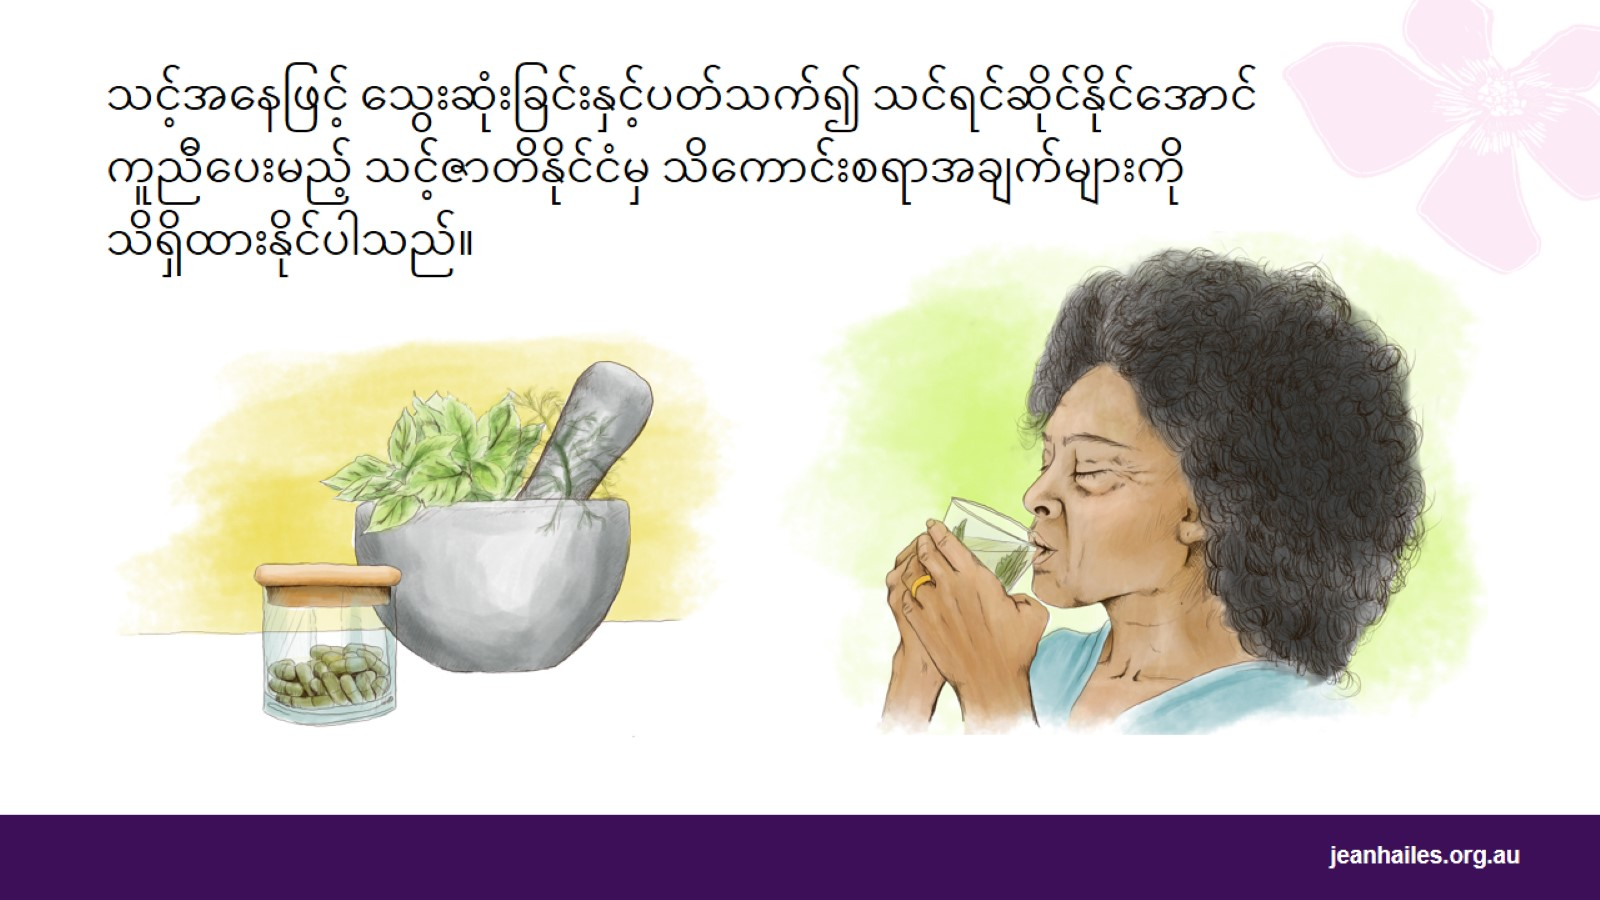 သင့်အနေဖြင့် သွေးဆုံးခြင်းနှင့်ပတ်သက်၍ သင်ရင်ဆိုင်နိုင်အောင်
ကူညီပေးမည့် သင့်ဇာတိနိုင်ငံမှ သိကောင်းစရာအချက်များကို
သိရှိထားနိုင်ပါသည်။
jeanhailes.org.au